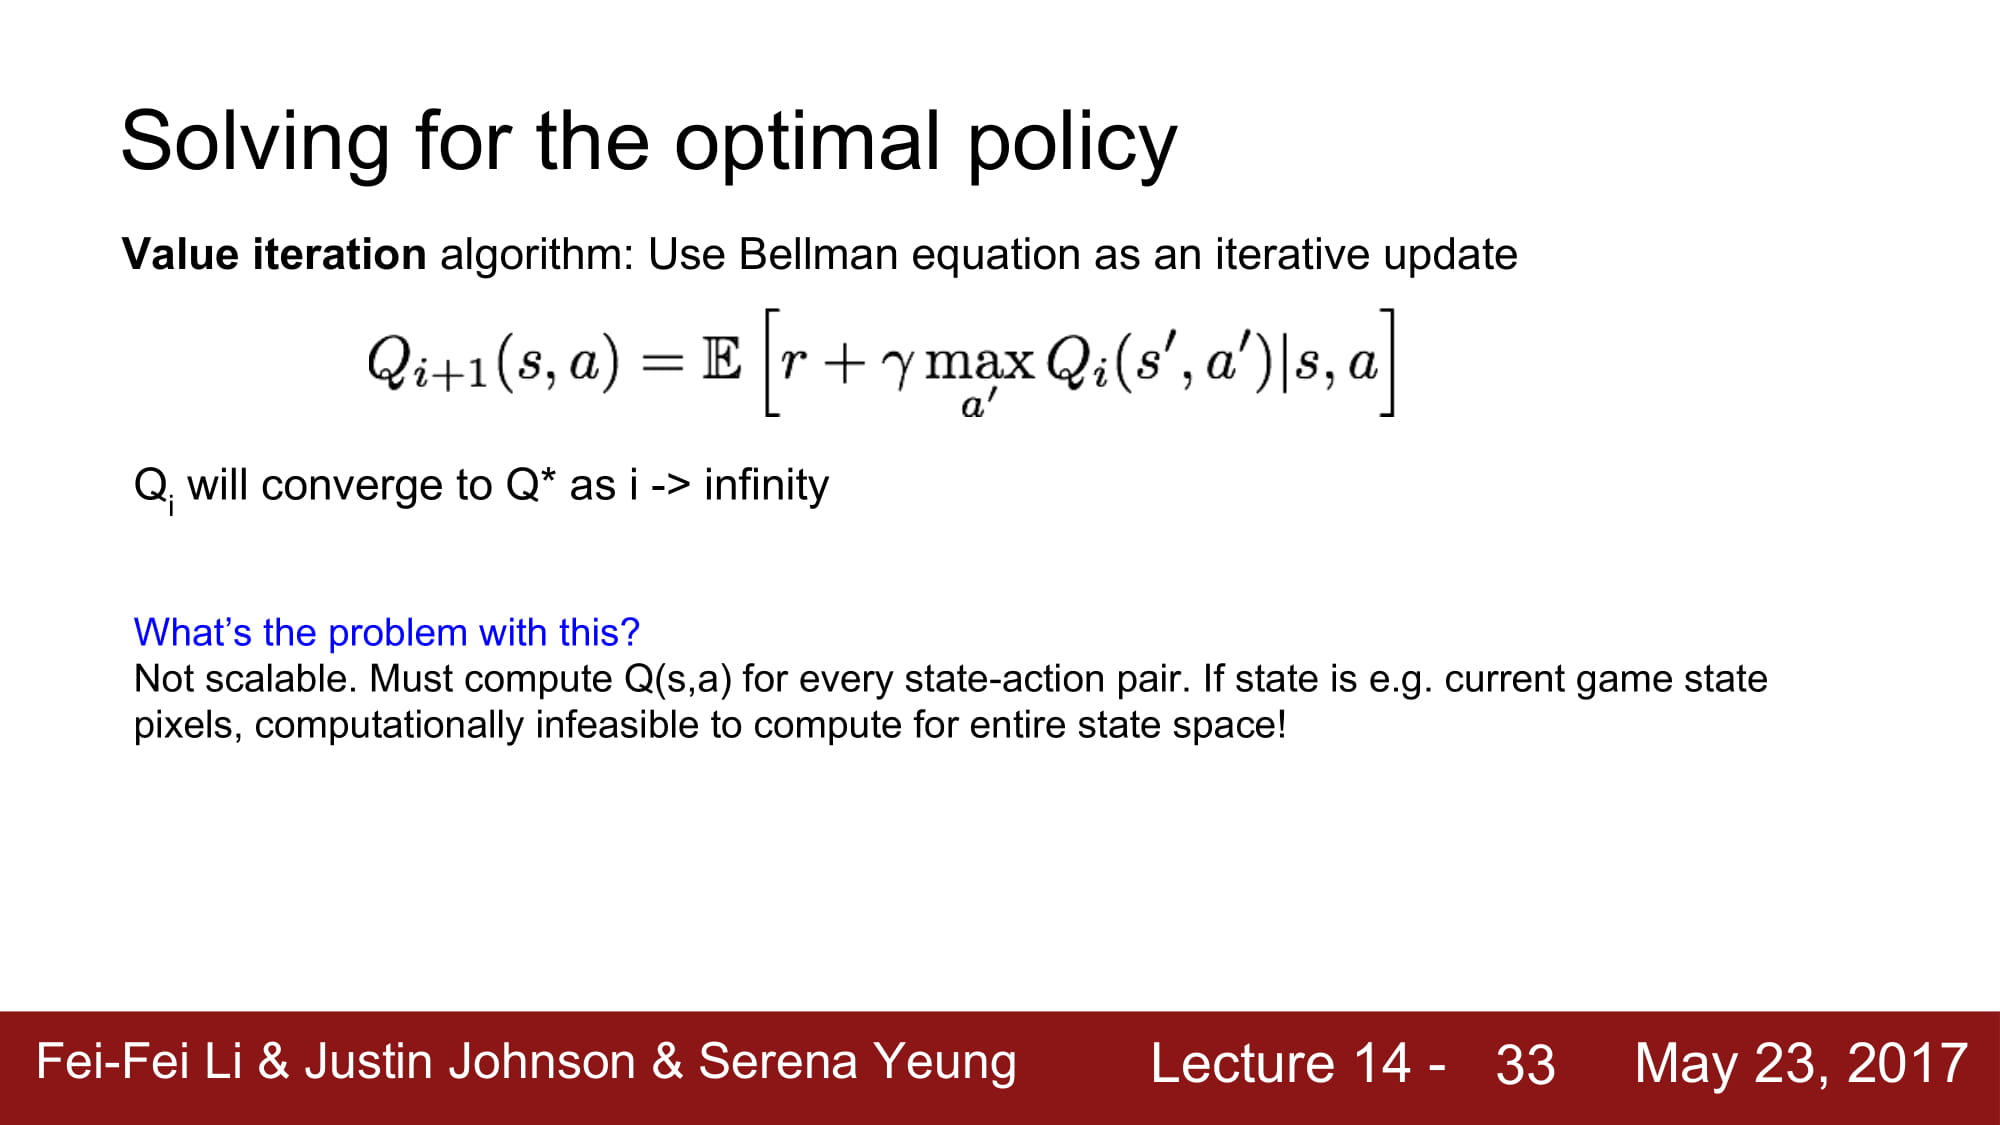 Solving for the optimal policy
Value iteration algorithm: Use Bellman equation as an iterative update
$Q_{i+1}(s, a) = \mathbb{E}\left[r + \gamma \max_{a'} Q_i(s', a') | s, a\right]$
Q_i will converge to Q* as i -> infinity
What’s the problem with this?
Not scalable. Must compute Q(s,a) for every state-action pair. If state is e.g. current game state
pixels, computationally infeasible to compute for entire state space!
Fei-Fei Li & Justin Johnson & Serena Yeung Lecture 14 - 33 May 23, 2017